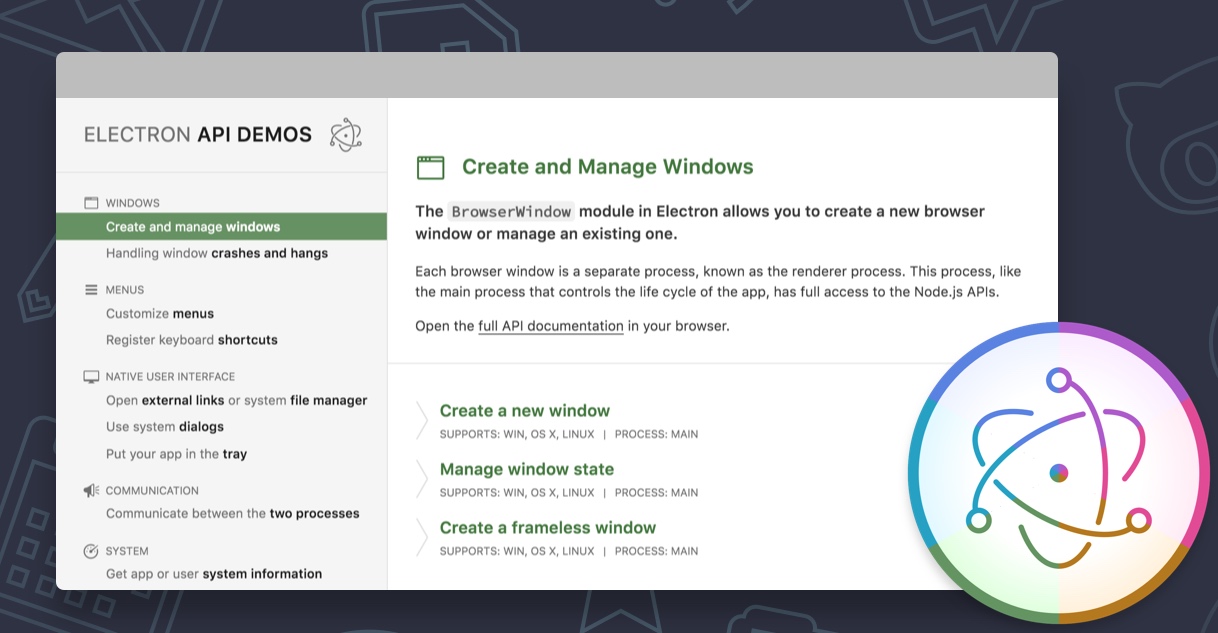 ELECTRON API DEMOS
WINDOWS
Create and manage windows
Handling window crashes and hangs
MENUS
Customize menus
Register keyboard shortcuts
NATIVE USER INTERFACE
Open external links or system file manager
Use system dialogs
Put your app in the tray
COMMUNICATION
Communicate between the two processes
SYSTEM
Get app or user system information
Create and Manage Windows
The BrowserWindow module in Electron allows you to create a new browser
window or manage an existing one.
Each browser window is a separate process, known as the renderer process. This process, like
the main process that controls the life cycle of the app, has full access to the Node.js APIs.
Open the full API documentation in your browser.
Create a new window
SUPPORTS: WIN, OS X, LINUX | PROCESS: MAIN
Manage window state
SUPPORTS: WIN, OS X, LINUX | PROCESS: MAIN
Create a frameless window
SUPPORTS: WIN, OS X, LINUX | PROCESS: MAIN